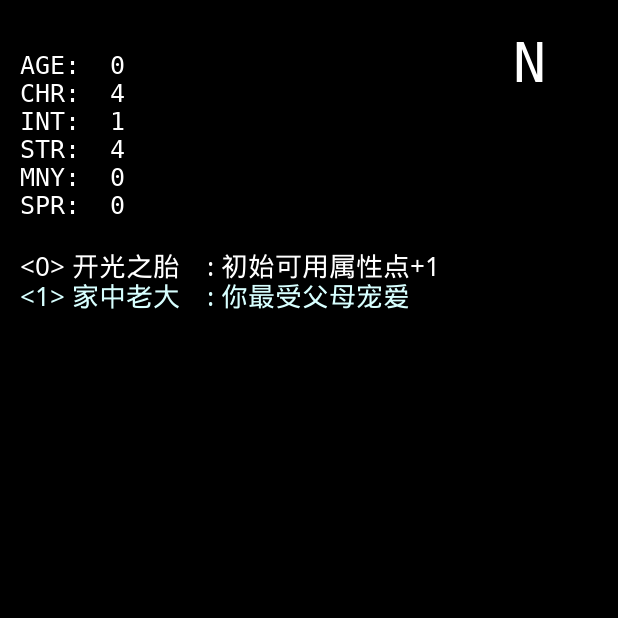 N
AGE: 0
CHR: 4
INT: 1
STR: 4
MNY: 0
SPR: 0
<0> 开光之胎 : 初始可用属性点+1
<1> 家中老大 : 你最受父母宠爱